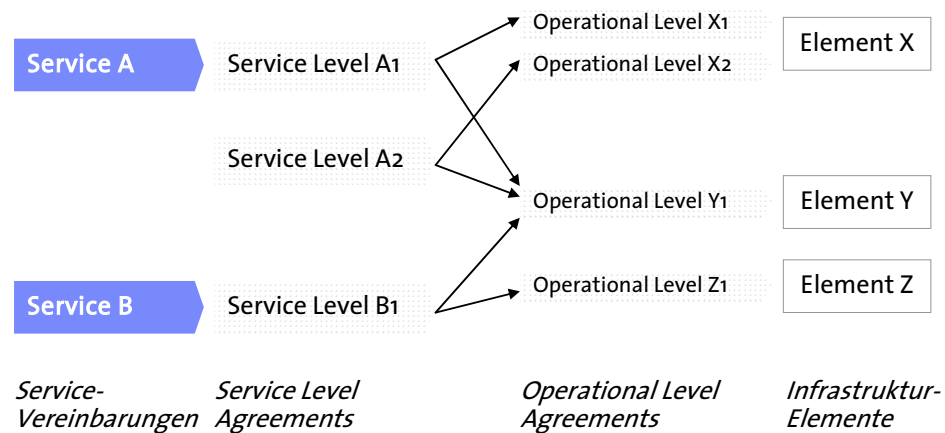 Service A
Service Level A1
Operational Level X1
Operational Level X2
Element X
Service Level A2
Operational Level Y1
Element Y
Service B
Service Level B1
Operational Level Z1
Element Z
Service-
Vereinbarungen
Service Level
Agreements
Operational Level
Agreements
Infrastruktur-
Elemente